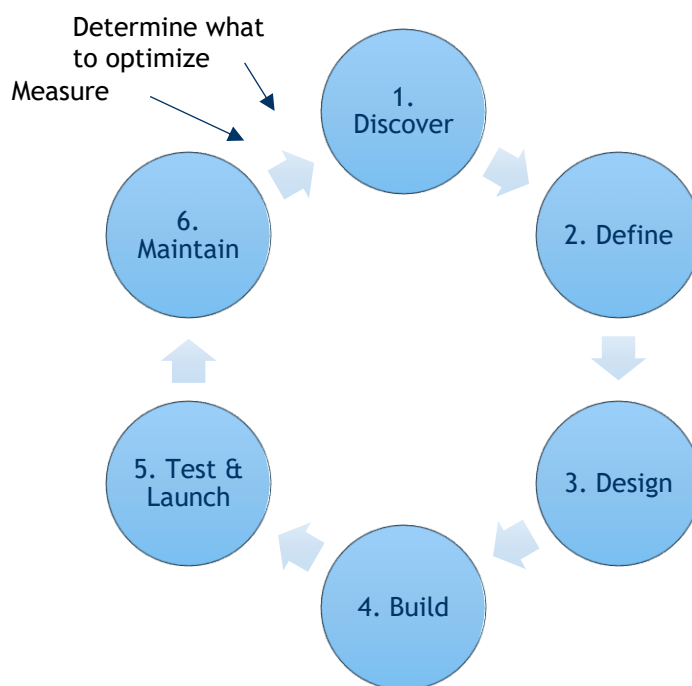 Determine what
to optimize
Measure
1.
Discover
2. Define
3. Design
4. Build
5. Test &
Launch
6.
Maintain